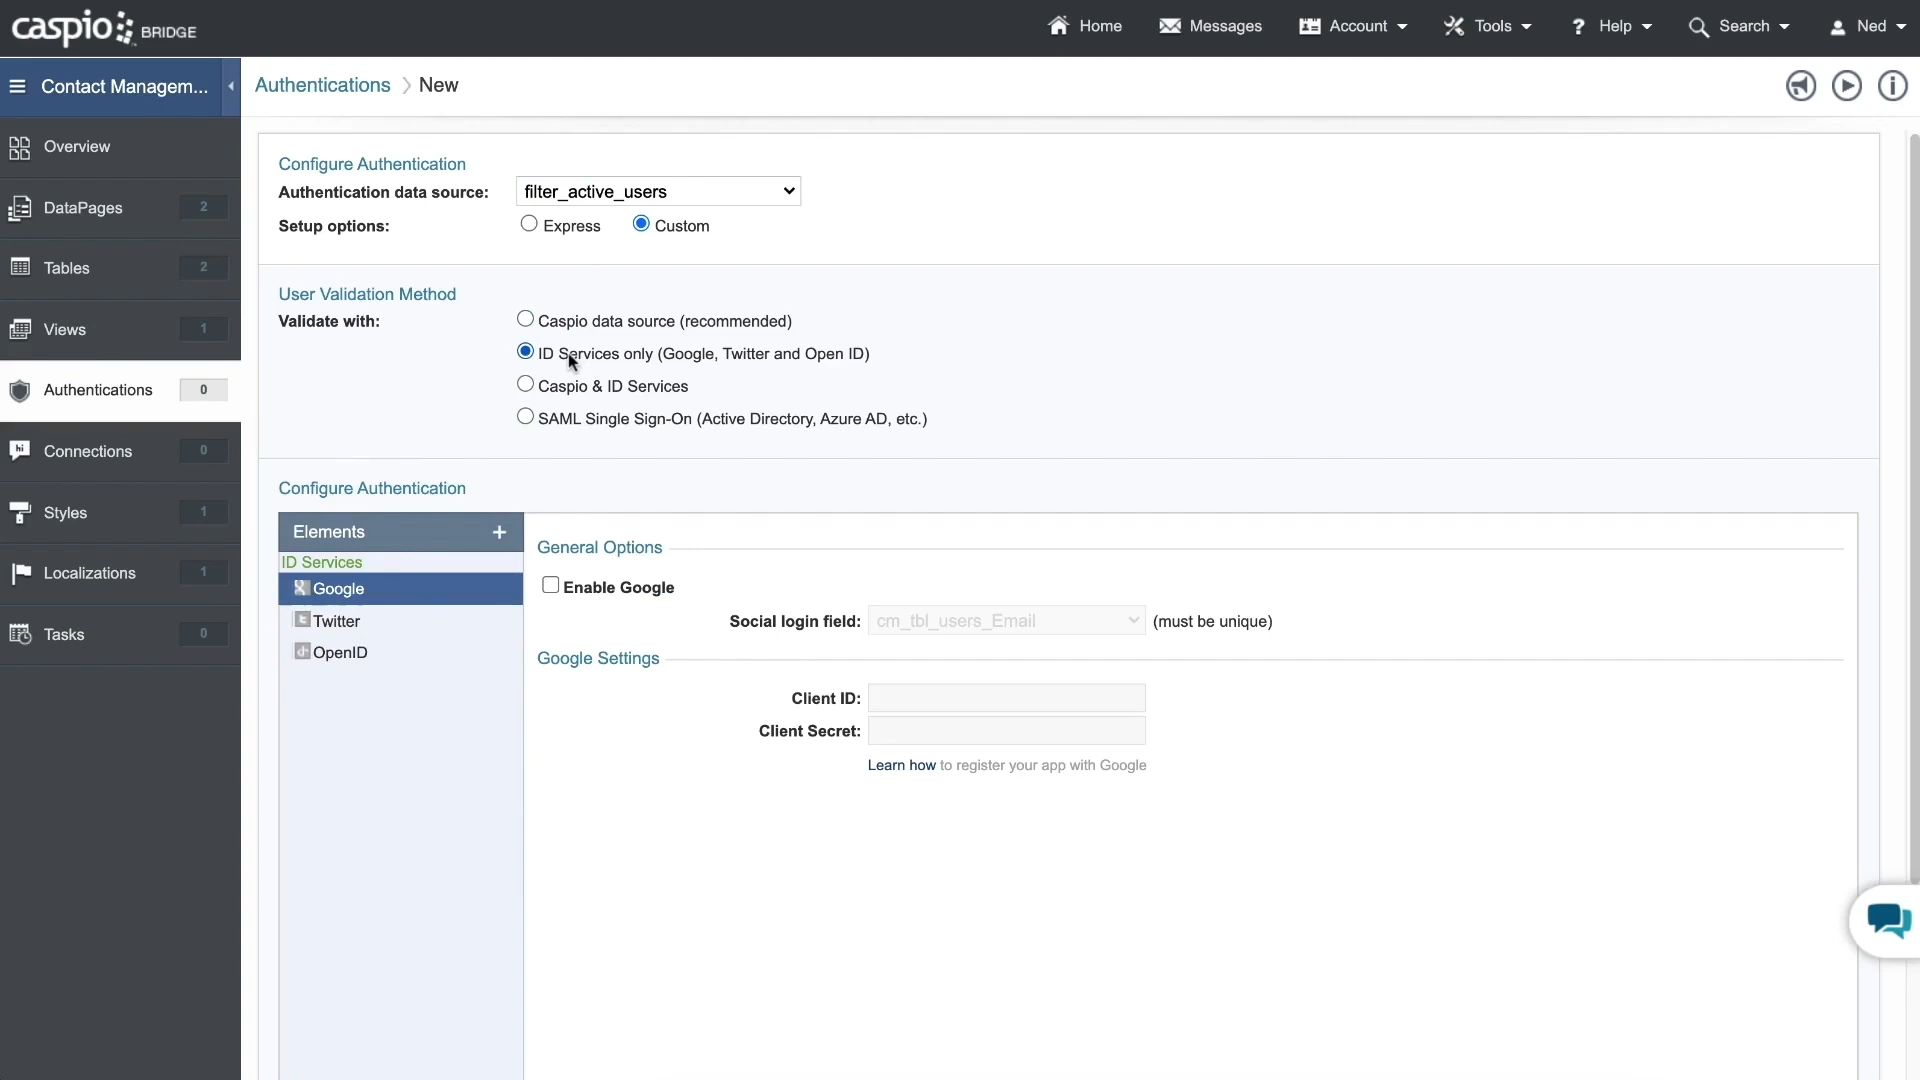 caspio BRIDGE
Home
Messages
Account
Tools
? Help
Search
Ned
Contact Managem...
Authentications > New
Overview
DataPages 2
Tables 2
Views 1
Authentications 0
Connections 0
Styles 1
Localizations 1
Tasks 0
Configure Authentication
Authentication data source: filter_active_users
Setup options: Express Custom
User Validation Method
Validate with: Caspio data source (recommended)
ID Services only (Google, Twitter and Open ID)
Caspio & ID Services
SAML Single Sign-On (Active Directory, Azure AD, etc.)
Configure Authentication
Elements +
ID Services
Google
Twitter
OpenID
General Options
Enable Google
Social login field: cm_tbl_users_Email (must be unique)
Google Settings
Client ID:
Client Secret:
Learn how to register your app with Google